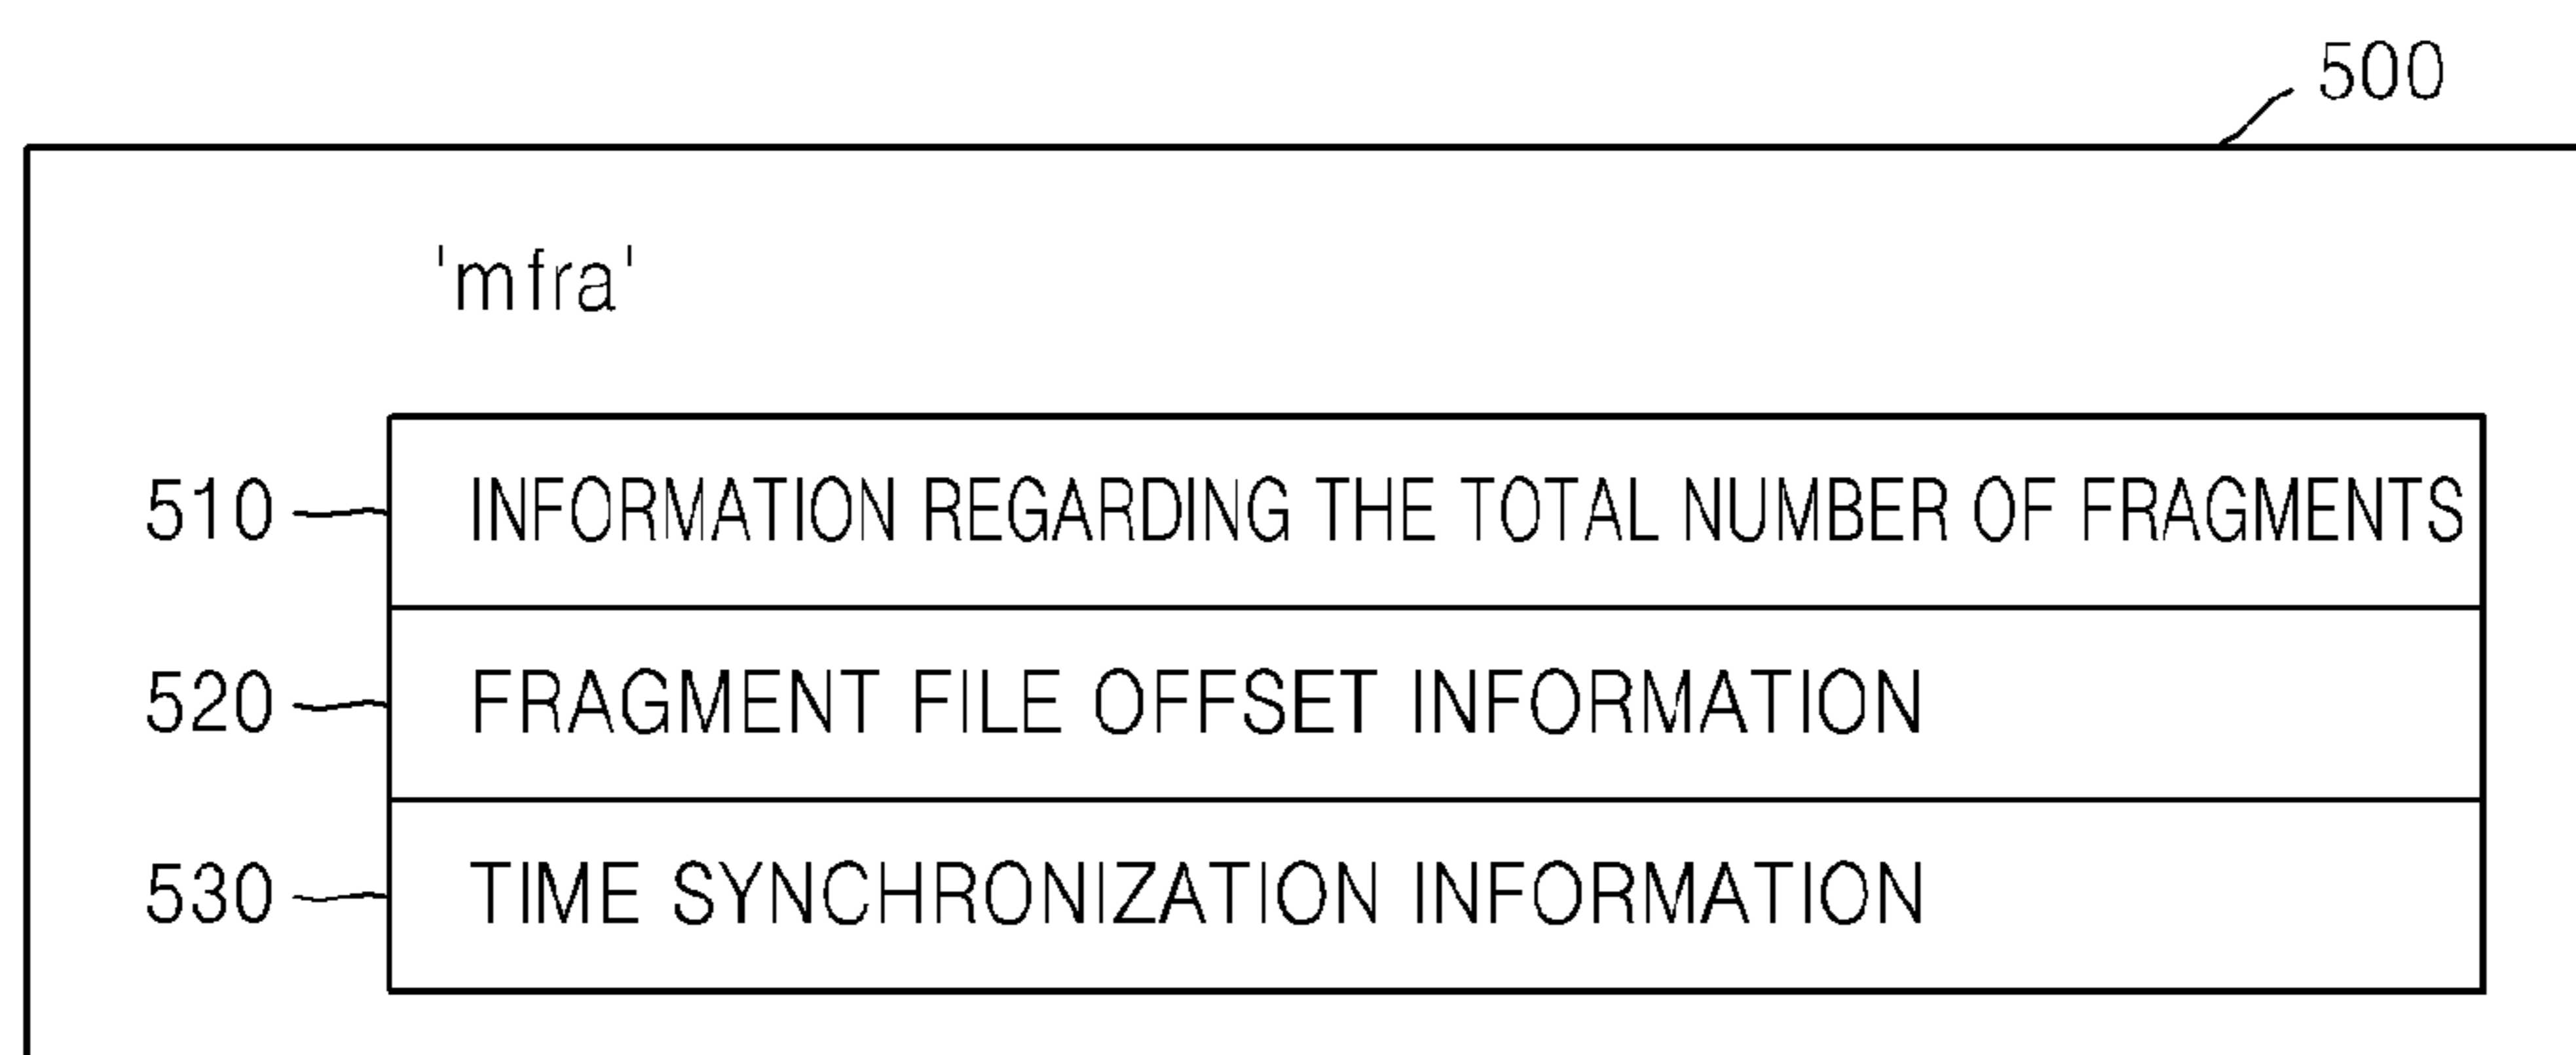 500
'mfra'
510 INFORMATION REGARDING THE TOTAL NUMBER OF FRAGMENTS
520 FRAGMENT FILE OFFSET INFORMATION
530 TIME SYNCHRONIZATION INFORMATION